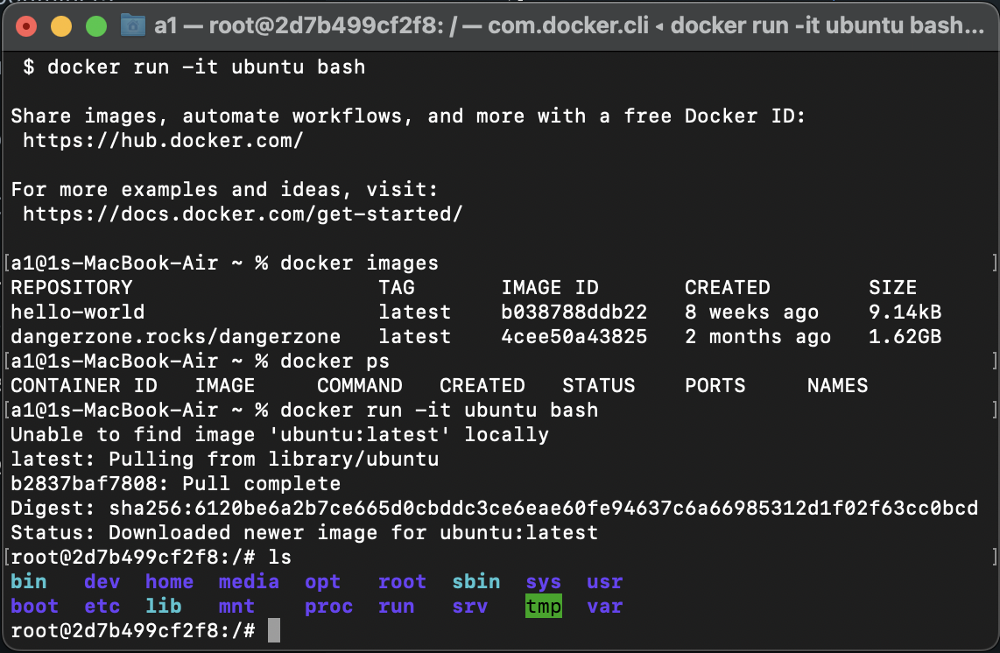 a1 — root@2d7b499cf2f8: / — com.docker.cli ◂ docker run -it ubuntu bash...
$ docker run -it ubuntu bash
Share images, automate workflows, and more with a free Docker ID:
https://hub.docker.com/
For more examples and ideas, visit:
https://docs.docker.com/get-started/
[a1@1s-MacBook-Air ~ % docker images ]
REPOSITORY TAG IMAGE ID CREATED SIZE
hello-world latest b038788ddb22 8 weeks ago 9.14kB
dangerzone.rocks/dangerzone latest 4cee50a43825 2 months ago 1.62GB
[a1@1s-MacBook-Air ~ % docker ps ]
CONTAINER ID IMAGE COMMAND CREATED STATUS PORTS NAMES
[a1@1s-MacBook-Air ~ % docker run -it ubuntu bash ]
Unable to find image 'ubuntu:latest' locally
latest: Pulling from library/ubuntu
b2837baf7808: Pull complete
Digest: sha256:6120be6a2b7ce665d0cbddc3ce6eae60fe94637c6a66985312d1f02f63cc0bcd
Status: Downloaded newer image for ubuntu:latest
[root@2d7b499cf2f8:/# ls ]
bin dev home media opt root sbin sys usr
boot etc lib mnt proc run srv tmp var
root@2d7b499cf2f8:/#